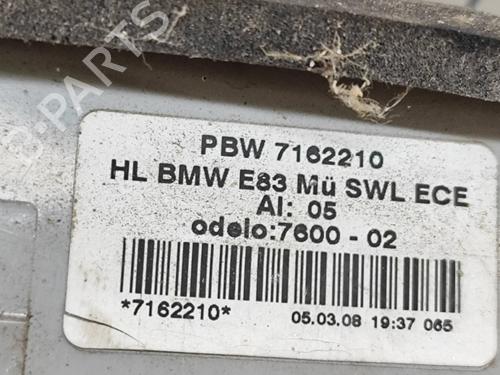 B-PARTS
PBW 7162210
HL BMW E83 Mü SWL ECE
AI: 05
odelo:7600 - 02
*7162210*
05.03.08 19:37 065